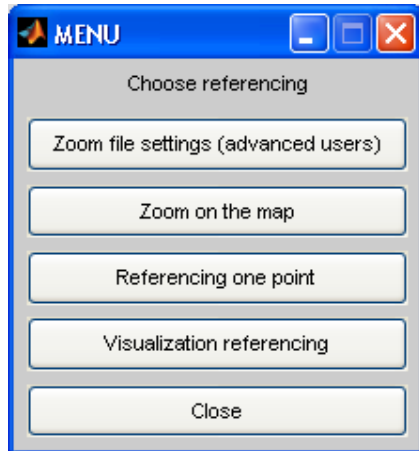 MENU
Choose referencing
Zoom file settings (advanced users)
Zoom on the map
Referencing one point
Visualization referencing
Close